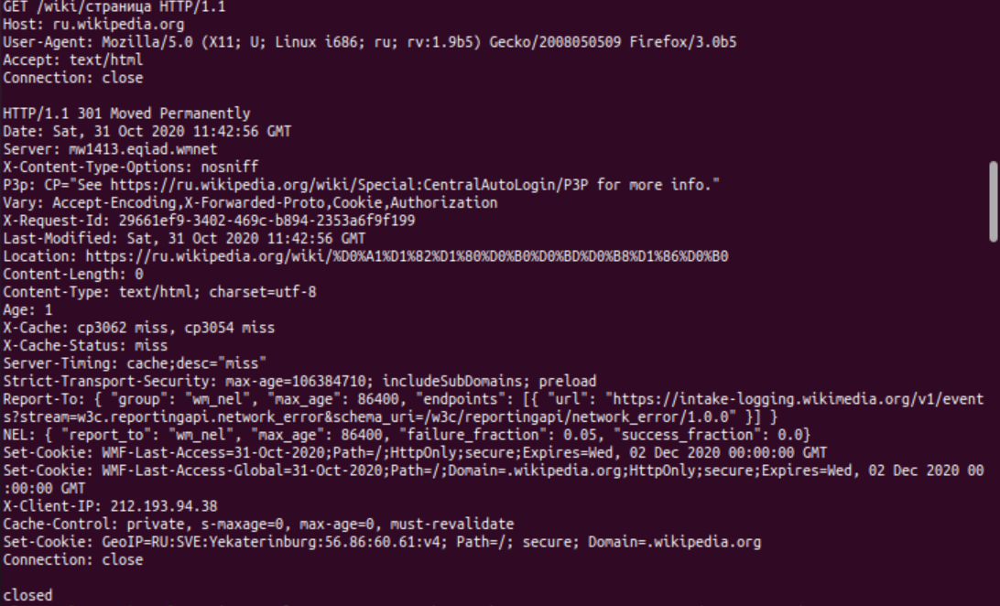 GET /wiki/страница HTTP/1.1
Host: ru.wikipedia.org
User-Agent: Mozilla/5.0 (X11; U; Linux i686; ru; rv:1.9b5) Gecko/2008050509 Firefox/3.0b5
Accept: text/html
Connection: close
HTTP/1.1 301 Moved Permanently
Date: Sat, 31 Oct 2020 11:42:56 GMT
Server: mw1413.eqiad.wmnet
X-Content-Type-Options: nosniff
P3p: CP="See https://ru.wikipedia.org/wiki/Special:CentralAutoLogin/P3P for more info."
Vary: Accept-Encoding,X-Forwarded-Proto,Cookie,Authorization
X-Request-Id: 29661ef9-3402-469c-b894-2353a6f9f199
Last-Modified: Sat, 31 Oct 2020 11:42:56 GMT
Location: https://ru.wikipedia.org/wiki/%D0%A1%D1%82%D1%80%D0%B0%D0%BD%D0%B8%D1%86%D0%B0
Content-Length: 0
Content-Type: text/html; charset=utf-8
Age: 1
X-Cache: cp3062 miss, cp3054 miss
X-Cache-Status: miss
Server-Timing: cache;desc="miss"
Strict-Transport-Security: max-age=106384710; includeSubDomains; preload
Report-To: { "group": "wm_nel", "max_age": 86400, "endpoints": [{ "url": "https://intake-logging.wikimedia.org/v1/event
s?stream=w3c.reportingapi.network_error&schema_uri=/w3c/reportingapi/network_error/1.0.0" }] }
NEL: { "report_to": "wm_nel", "max_age": 86400, "failure_fraction": 0.05, "success_fraction": 0.0}
Set-Cookie: WMF-Last-Access=31-Oct-2020;Path=/;HttpOnly;secure;Expires=Wed, 02 Dec 2020 00:00:00 GMT
Set-Cookie: WMF-Last-Access-Global=31-Oct-2020;Path=/;Domain=.wikipedia.org;HttpOnly;secure;Expires=Wed, 02 Dec 2020 00
:00:00 GMT
X-Client-IP: 212.193.94.38
Cache-Control: private, s-maxage=0, max-age=0, must-revalidate
Set-Cookie: GeoIP=RU:SVE:Yekaterinburg:56.86:60.61:v4; Path=/; secure; Domain=.wikipedia.org
Connection: close
closed